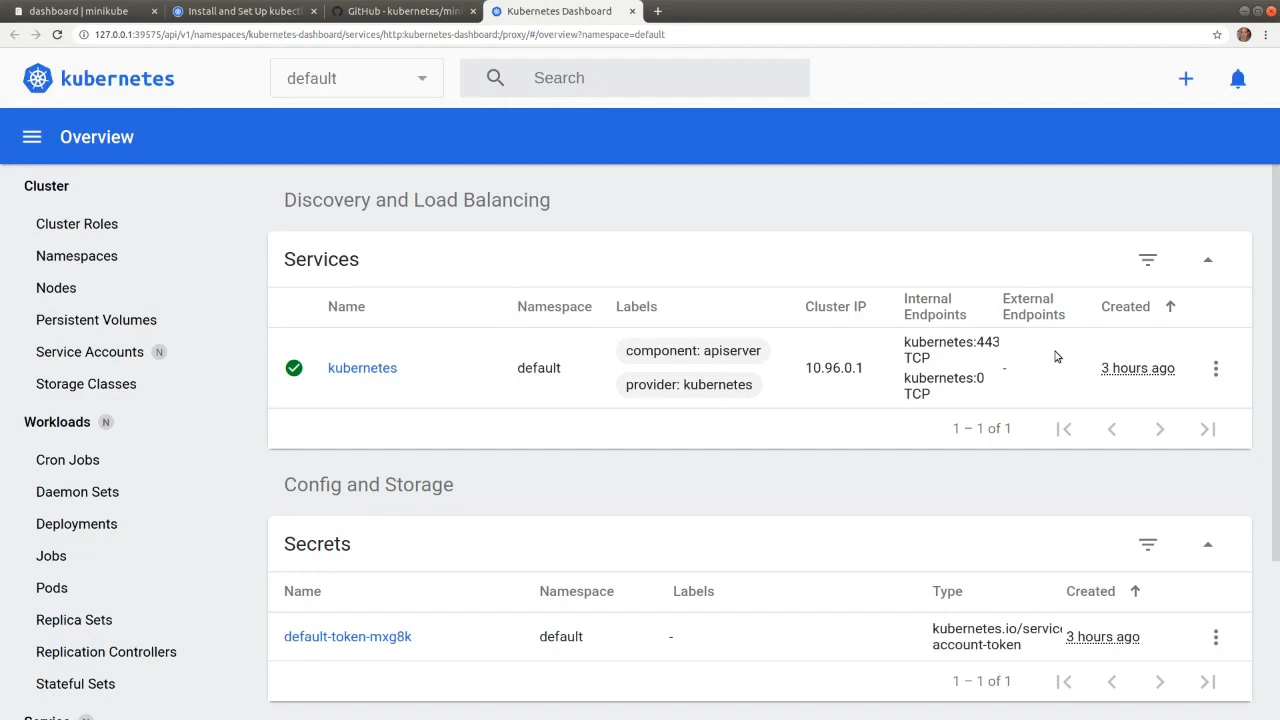 dashboard | minikube
Install and Set Up kubect
GitHub - kubernetes/mini
Kubernetes Dashboard
127.0.0.1:39575/api/v1/namespaces/kubernetes-dashboard/services/http:kubernetes-dashboard:/proxy/#/overview?namespace=default
kubernetes
default
Search
Overview
Cluster
Cluster Roles
Namespaces
Nodes
Persistent Volumes
Service Accounts N
Storage Classes
Workloads N
Cron Jobs
Daemon Sets
Deployments
Jobs
Pods
Replica Sets
Replication Controllers
Stateful Sets
Discovery and Load Balancing
Services
Name
Namespace
Labels
Cluster IP
Internal Endpoints
External Endpoints
Created
kubernetes
default
component: apiserver
provider: kubernetes
10.96.0.1
kubernetes:443
TCP
kubernetes:0
TCP
-
3 hours ago
1 – 1 of 1
Config and Storage
Secrets
Name
Namespace
Labels
Type
Created
default-token-mxg8k
default
-
kubernetes.io/service
account-token
3 hours ago
1 – 1 of 1